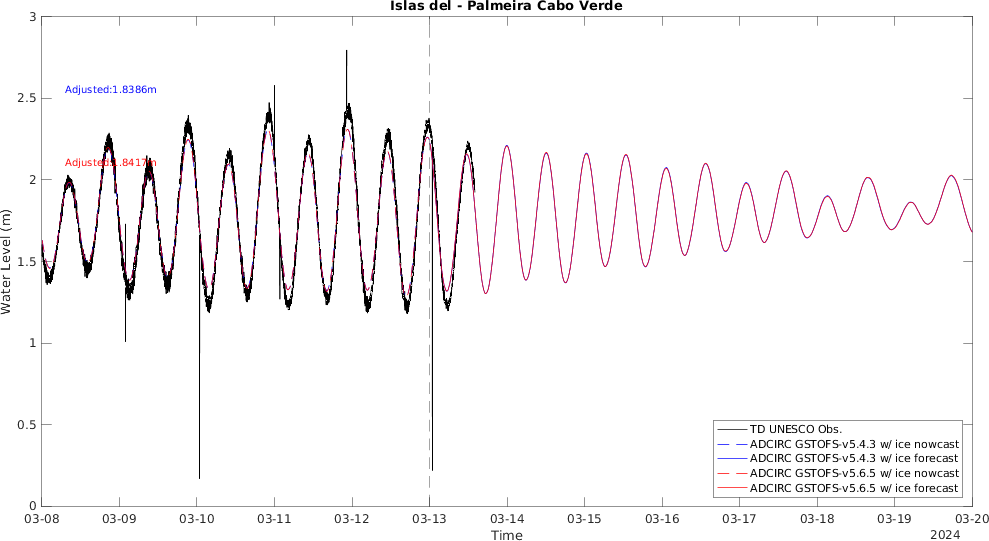 Islas del - Palmeira Cabo Verde
3
2.5
2
1.5
1
0.5
0
Water Level (m)
Adjusted:1.8386m
Adjusted:1.8417m
TD UNESCO Obs.
ADCIRC GSTOFS-v5.4.3 w/ ice nowcast
ADCIRC GSTOFS-v5.4.3 w/ ice forecast
ADCIRC GSTOFS-v5.6.5 w/ ice nowcast
ADCIRC GSTOFS-v5.6.5 w/ ice forecast
03-08 03-09 03-10 03-11 03-12 03-13 03-14 03-15 03-16 03-17 03-18 03-19 03-20
Time
2024